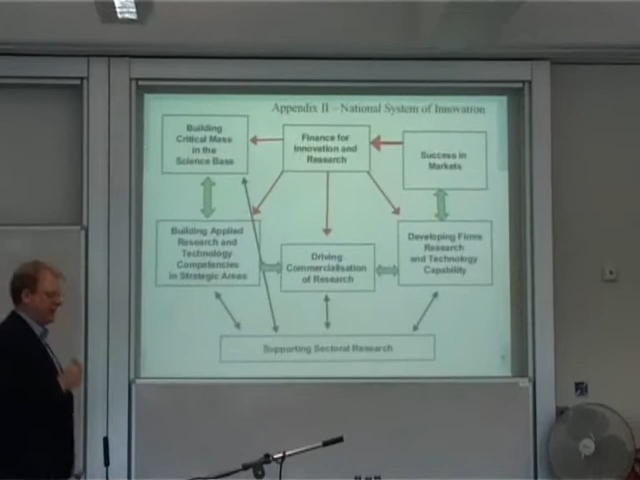 Appendix II – National System of Innovation
Building
Critical Mass
in the
Science Base
Finance for
Innovation and
Research
Success in
Markets
Building Applied
Research and
Technology
Competencies
in Strategic Areas
Driving
Commercialisation
of Research
Developing Firms
Research
and Technology
Capability
Supporting Sectoral Research